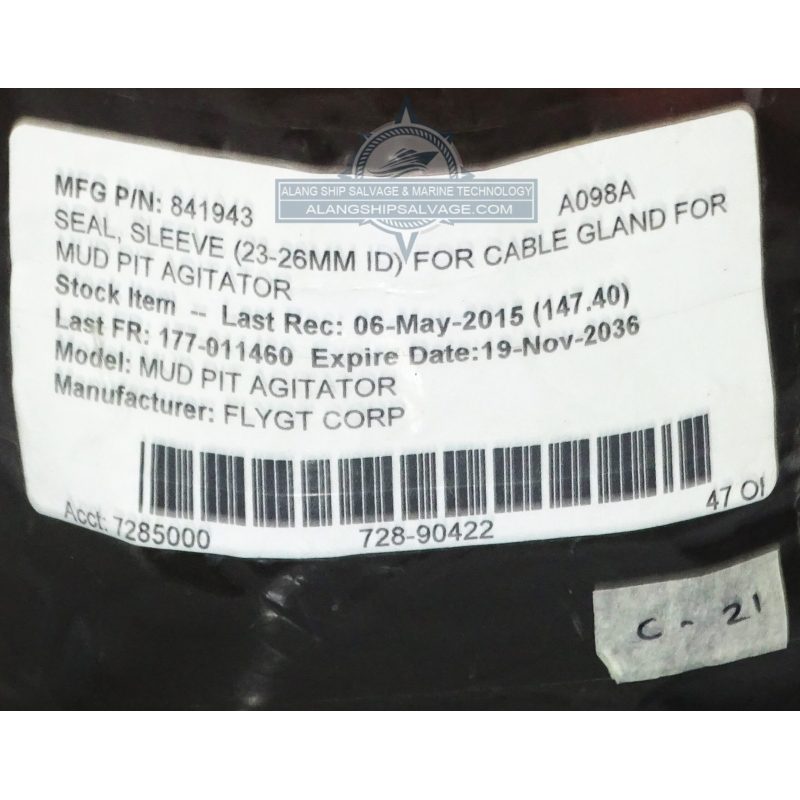 ALANG SHIP SALVAGE & MARINE TECHNOLOGY
ALANGSHIPSALVAGE.COM
MFG P/N: 841943 A098A
SEAL, SLEEVE (23-26MM ID) FOR CABLE GLAND FOR
MUD PIT AGITATOR
Stock Item -- Last Rec: 06-May-2015 (147.40)
Last FR: 177-011460 Expire Date:19-Nov-2036
Model: MUD PIT AGITATOR
Manufacturer: FLYGT CORP
Acct: 7285000 728-90422 47 OI
C - 21